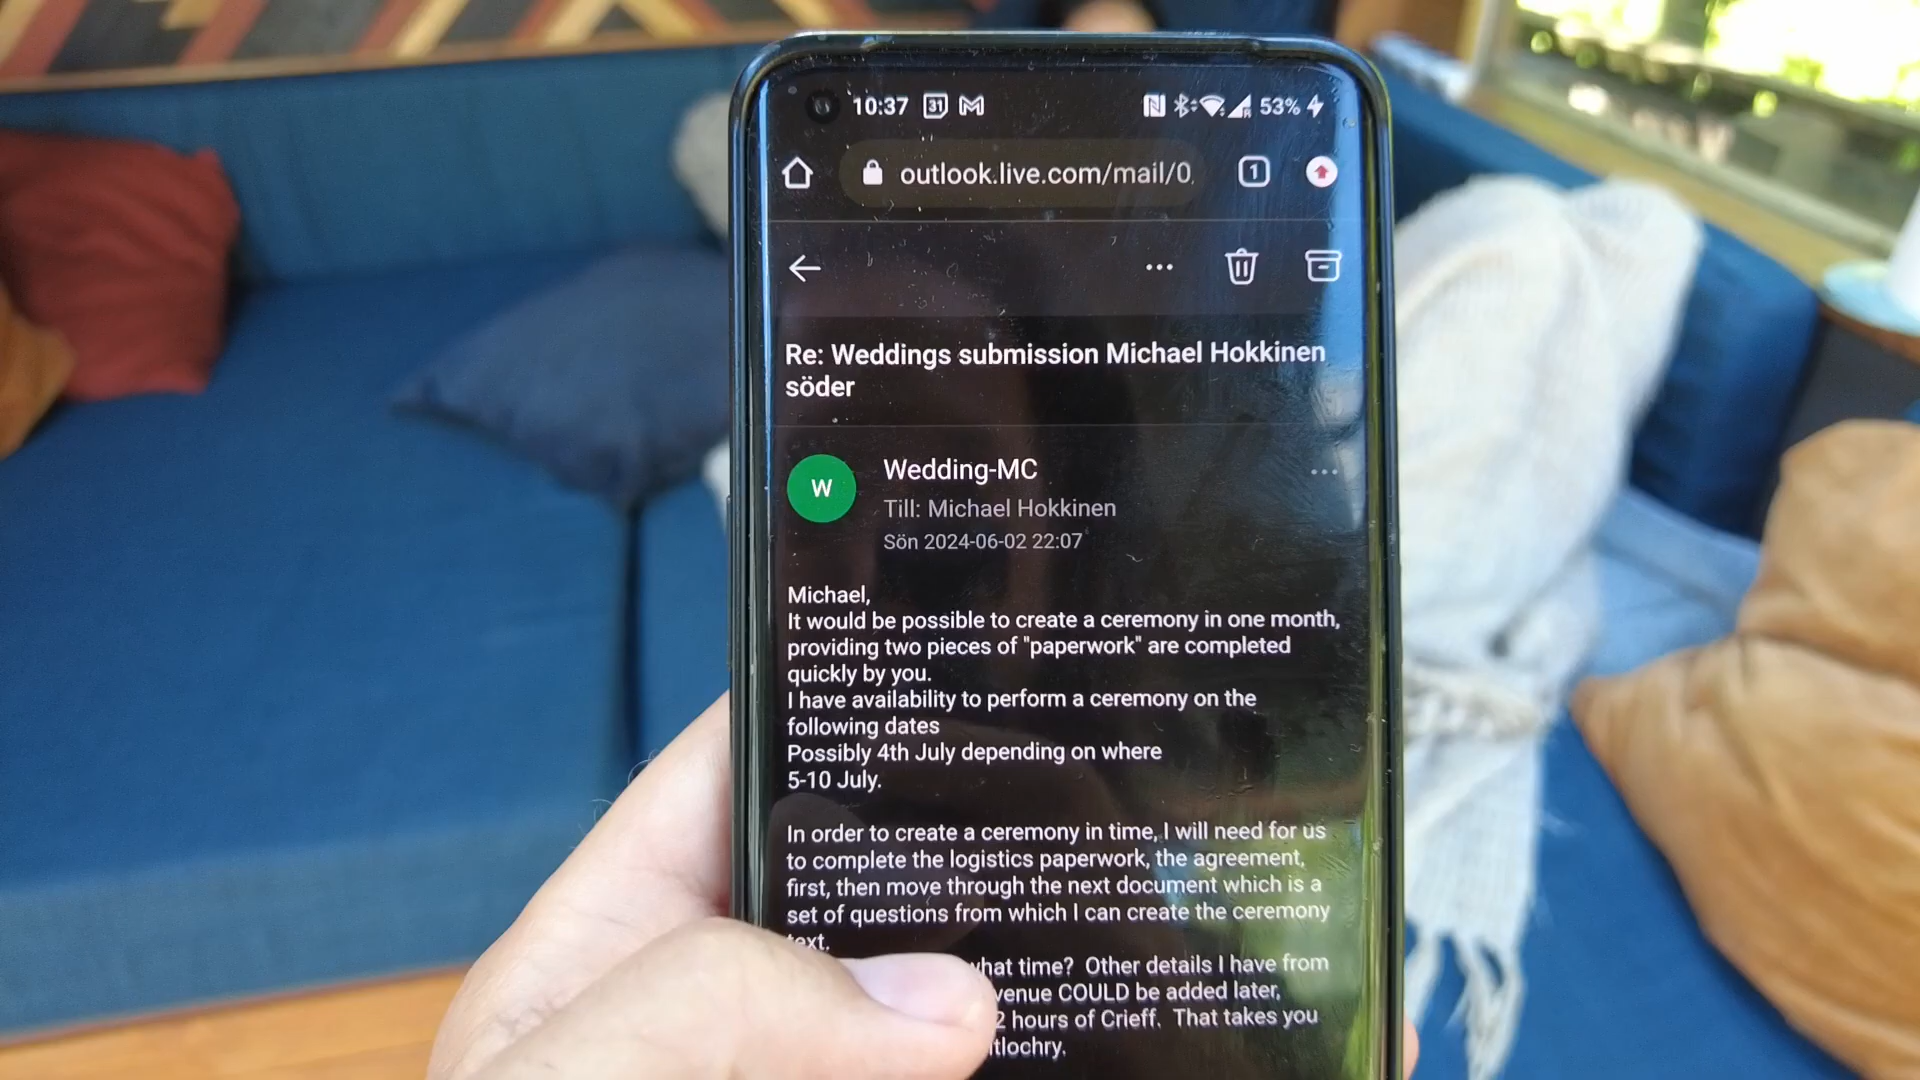 10:37 31 53%
outlook.live.com/mail/0 1
Re: Weddings submission Michael Hokkinen
söder
W
Wedding-MC
Till: Michael Hokkinen
Sön 2024-06-02 22:07
Michael,
It would be possible to create a ceremony in one month,
providing two pieces of "paperwork" are completed
quickly by you.
I have availability to perform a ceremony on the
following dates
Possibly 4th July depending on where
5-10 July.
In order to create a ceremony in time, I will need for us
to complete the logistics paperwork, the agreement,
first, then move through the next document which is a
set of questions from which I can create the ceremony
text.
what time? Other details I have from
venue COULD be added later,
2 hours of Crieff. That takes you